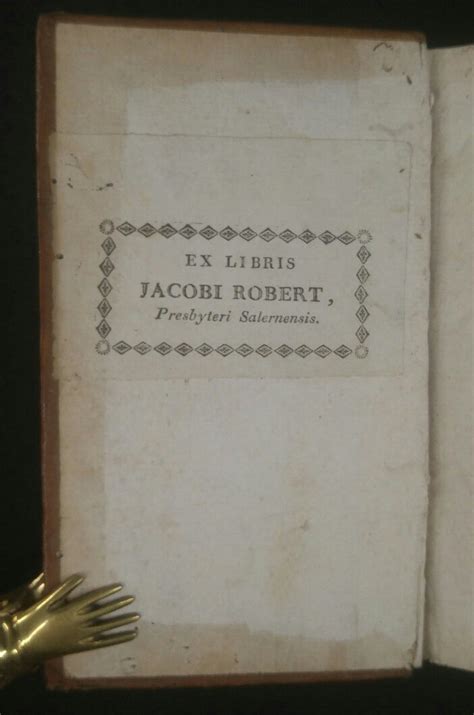 EX LIBRIS
JACOBI ROBERT,
Presbyteri Salernensis.